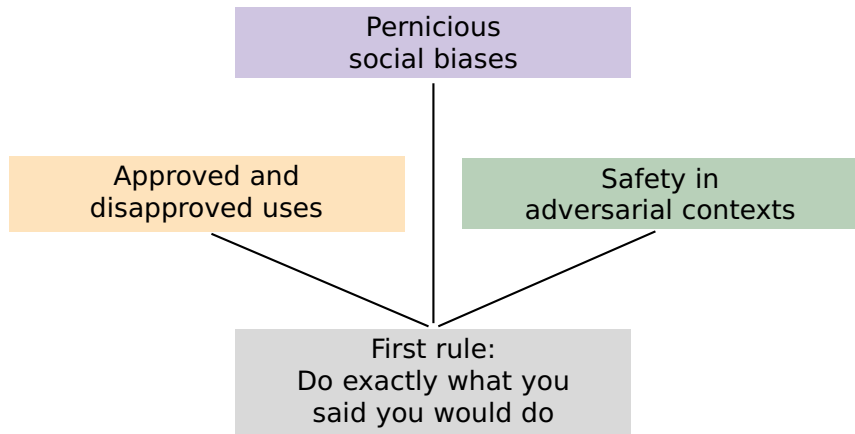 Pernicious
social biases
Approved and
disapproved uses
Safety in
adversarial contexts
First rule:
Do exactly what you
said you would do